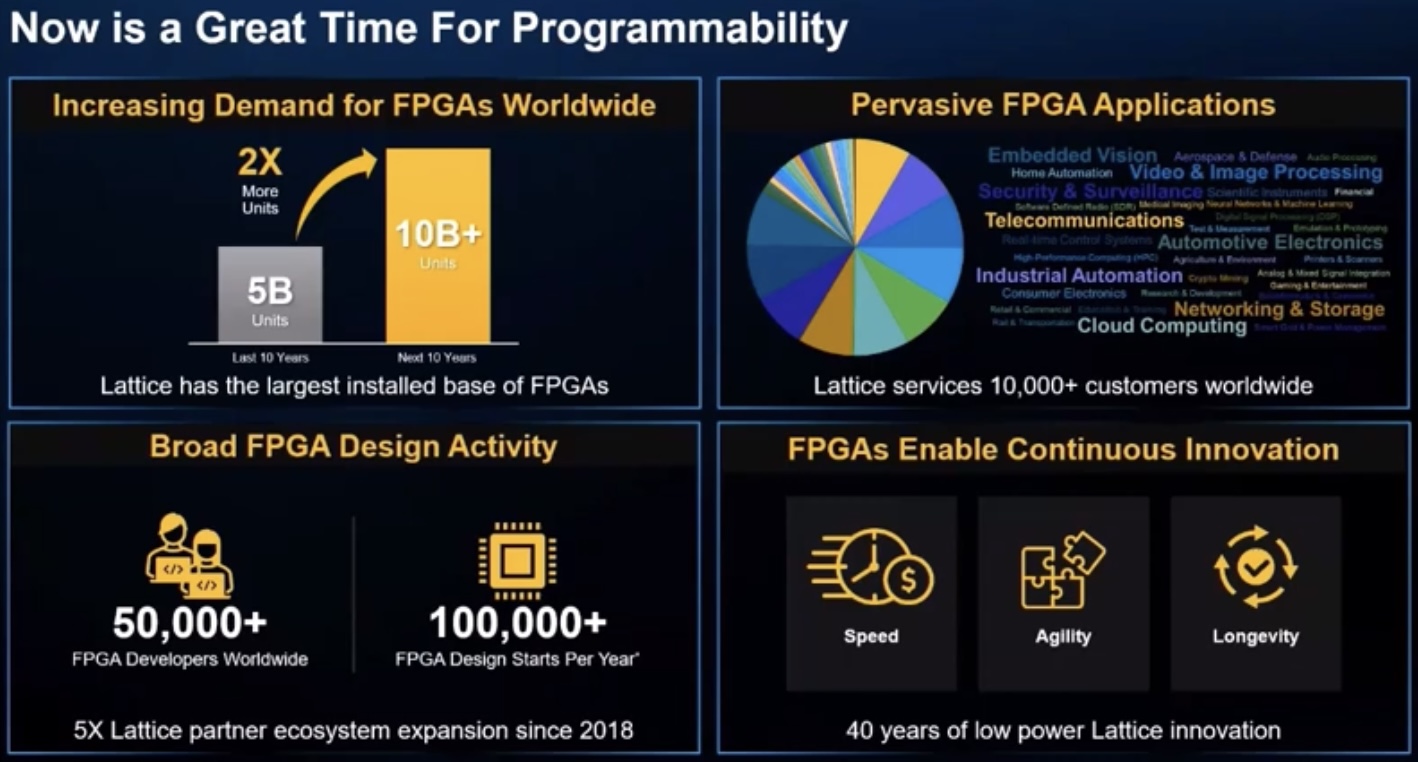 Now is a Great Time For Programmability
Increasing Demand for FPGAs Worldwide
2X
More
Units
5B
Units
10B+
Units
Last 10 Years
Next 10 Years
Lattice has the largest installed base of FPGAs
Pervasive FPGA Applications
Embedded Vision
Aerospace & Defense
Audio Processing
Home Automation
Video & Image Processing
Security & Surveillance
Scientific Instruments
Financial
Software Defined Radio (SDR)
Medical Imaging
Neural Networks & Machine Learning
Telecommunications
Digital Signal Processing (DSP)
Test & Measurement
Emulation & Prototyping
Real-time Control Systems
Automotive Electronics
High-Performance Computing (HPC)
Agriculture & Environment
Printers & Scanners
Industrial Automation
Crypto Mining
Analog & Mixed Signal Integration
Gaming & Entertainment
Consumer Electronics
Research & Development
Retail & Commercial
Education & Training
Networking & Storage
Rail & Transportation
Cloud Computing
Smart Grid & Power Management
Lattice services 10,000+ customers worldwide
Broad FPGA Design Activity
</>
</>
50,000+
FPGA Developers Worldwide
100,000+
FPGA Design Starts Per Year*
5X Lattice partner ecosystem expansion since 2018
FPGAs Enable Continuous Innovation
$
Speed
Agility
Longevity
40 years of low power Lattice innovation